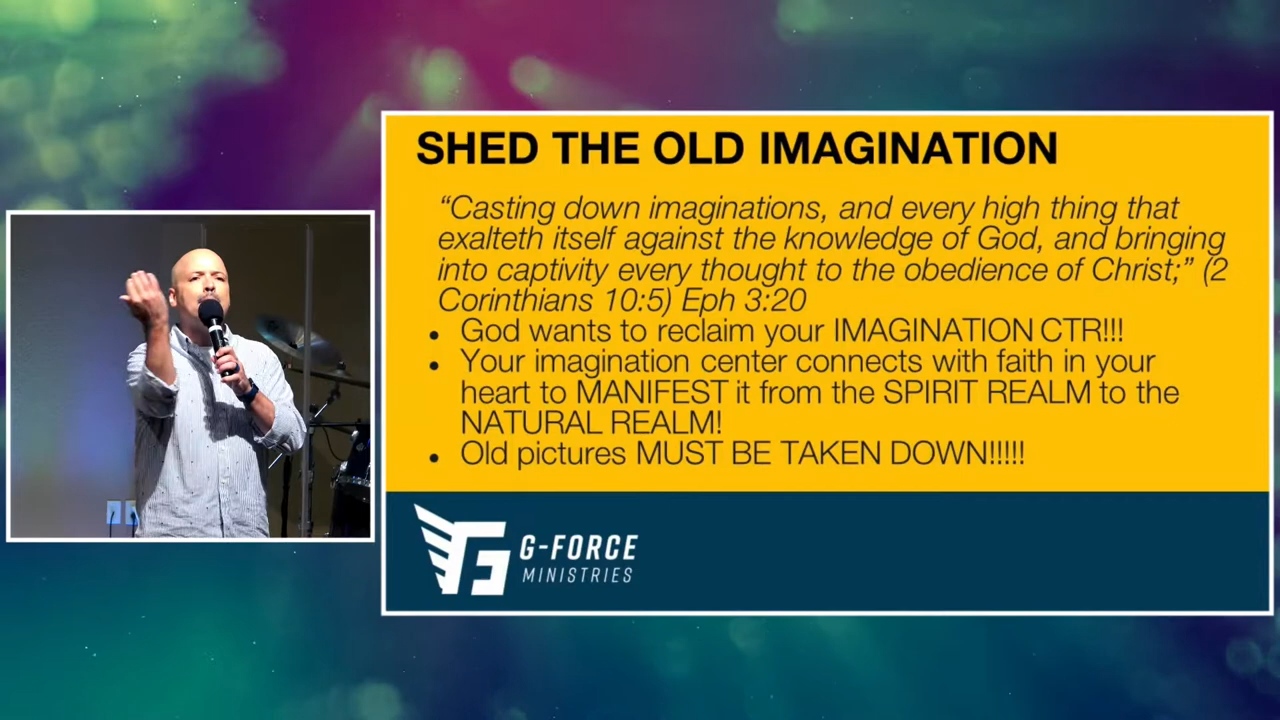 SHED THE OLD IMAGINATION
“Casting down imaginations, and every high thing that
exalteth itself against the knowledge of God, and bringing
into captivity every thought to the obedience of Christ;” (2
Corinthians 10:5) Eph 3:20
• God wants to reclaim your IMAGINATION CTR!!!
• Your imagination center connects with faith in your
heart to MANIFEST it from the SPIRIT REALM to the
NATURAL REALM!
• Old pictures MUST BE TAKEN DOWN!!!!!
G-FORCE
MINISTRIES